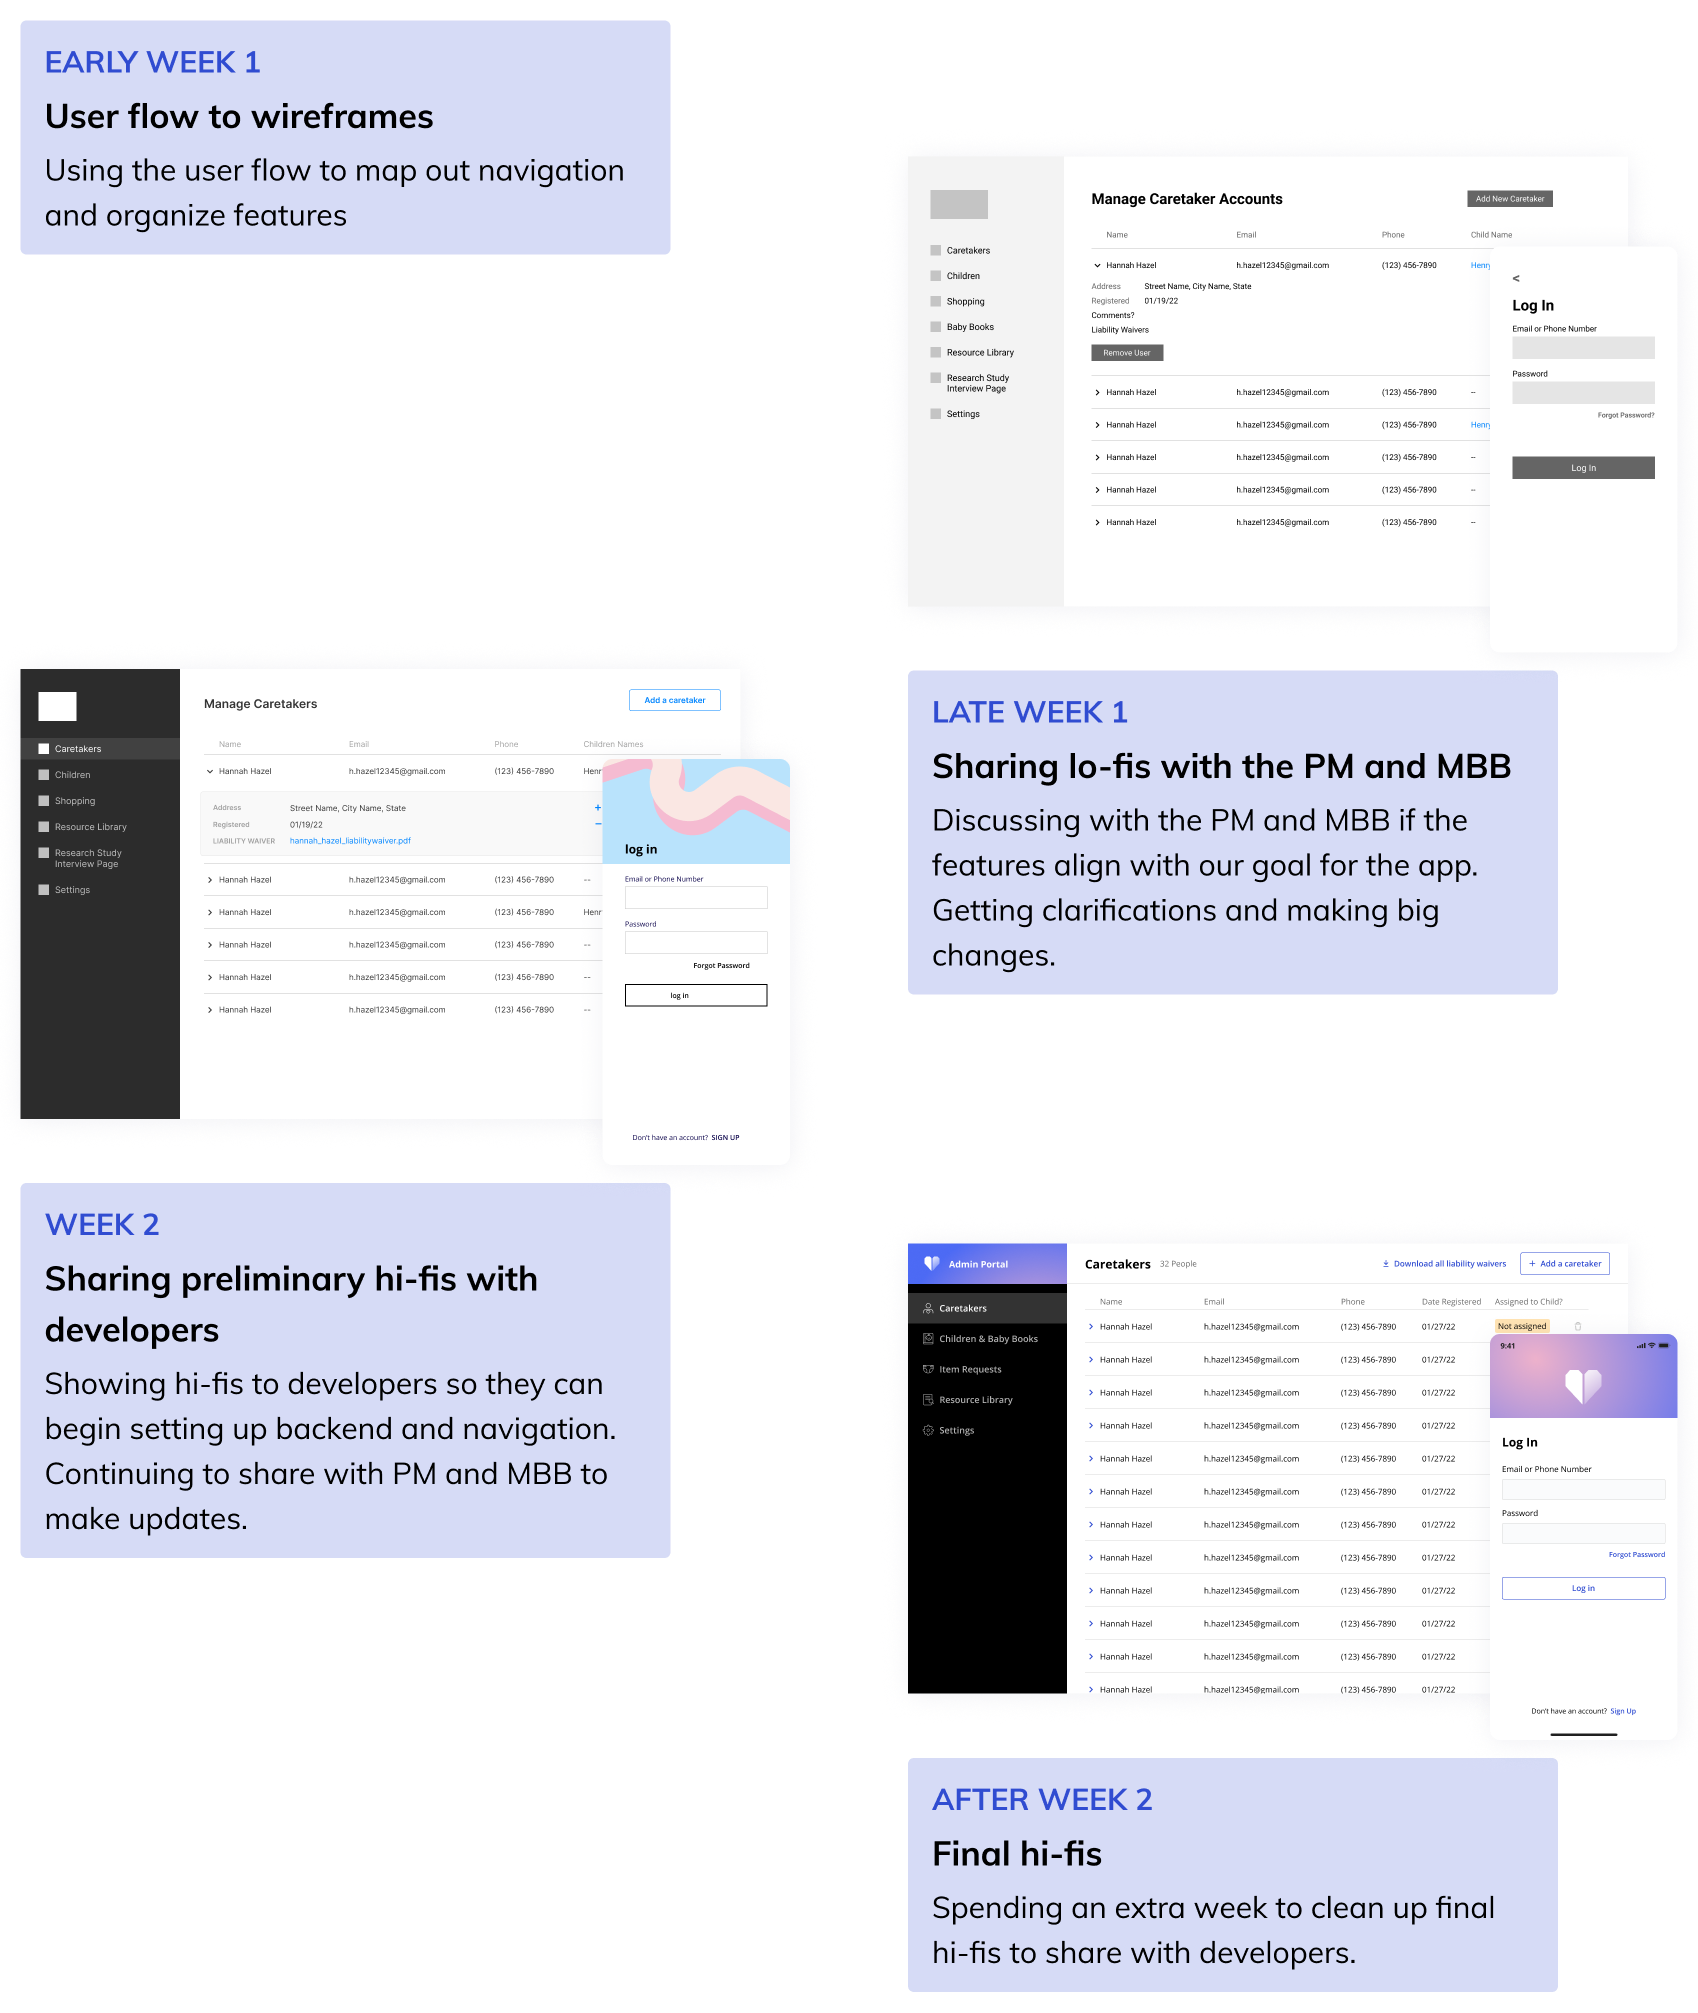 EARLY WEEK 1
User flow to wireframes
Using the user flow to map out navigation
and organize features
Manage Caretaker Accounts
Add New Caretaker
Name Email Phone Child Name
Caretakers
Children
Shopping
Baby Books
Resource Library
Research Study
Interview Page
Settings
Hannah Hazel h.hazel12345@gmail.com (123) 456-7890 Henry
Address Street Name, City Name, State
Registered 01/19/22
Comments?
Liability Waivers
Remove User
Hannah Hazel h.hazel12345@gmail.com (123) 456-7890 --
Hannah Hazel h.hazel12345@gmail.com (123) 456-7890 Henry
Hannah Hazel h.hazel12345@gmail.com (123) 456-7890 --
Hannah Hazel h.hazel12345@gmail.com (123) 456-7890 --
Hannah Hazel h.hazel12345@gmail.com (123) 456-7890 --
<
Log In
Email or Phone Number
Password
Forgot Password?
Log In
Manage Caretakers
Add a caretaker
Caretakers
Children
Shopping
Resource Library
Research Study
Interview Page
Settings
Name Email Phone Children Names
Hannah Hazel h.hazel12345@gmail.com (123) 456-7890 Henr
Address Street Name, City Name, State +
Registered 01/19/22 –
LIABILITY WAIVER hannah_hazel_liabilitywaiver.pdf
Hannah Hazel h.hazel12345@gmail.com (123) 456-7890 --
Hannah Hazel h.hazel12345@gmail.com (123) 456-7890 Henr
Hannah Hazel h.hazel12345@gmail.com (123) 456-7890 --
Hannah Hazel h.hazel12345@gmail.com (123) 456-7890 --
Hannah Hazel h.hazel12345@gmail.com (123) 456-7890 --
log in
Email or Phone Number
Password
Forgot Password
log in
Don't have an account? SIGN UP
LATE WEEK 1
Sharing lo-fis with the PM and MBB
Discussing with the PM and MBB if the
features align with our goal for the app.
Getting clarifications and making big
changes.
WEEK 2
Sharing preliminary hi-fis with
developers
Showing hi-fis to developers so they can
begin setting up backend and navigation.
Continuing to share with PM and MBB to
make updates.
Admin Portal
Caretakers
Children & Baby Books
Item Requests
Resource Library
Settings
Caretakers 32 People Download all liability waivers + Add a caretaker
Name Email Phone Date Registered Assigned to Child?
Hannah Hazel h.hazel12345@gmail.com (123) 456-7890 01/27/22 Not assigned
Hannah Hazel h.hazel12345@gmail.com (123) 456-7890 01/27/22
Hannah Hazel h.hazel12345@gmail.com (123) 456-7890 01/27/22
Hannah Hazel h.hazel12345@gmail.com (123) 456-7890 01/27/22
Hannah Hazel h.hazel12345@gmail.com (123) 456-7890 01/27/22
Hannah Hazel h.hazel12345@gmail.com (123) 456-7890 01/27/22
Hannah Hazel h.hazel12345@gmail.com (123) 456-7890 01/27/22
Hannah Hazel h.hazel12345@gmail.com (123) 456-7890 01/27/22
Hannah Hazel h.hazel12345@gmail.com (123) 456-7890 01/27/22
Hannah Hazel h.hazel12345@gmail.com (123) 456-7890 01/27/22
Hannah Hazel h.hazel12345@gmail.com (123) 456-7890 01/27/22
Hannah Hazel h.hazel12345@gmail.com (123) 456-7890 01/27/22
9:41
Log In
Email or Phone Number
Password
Forgot Password
Log in
Don't have an account? Sign Up
AFTER WEEK 2
Final hi-fis
Spending an extra week to clean up final
hi-fis to share with developers.